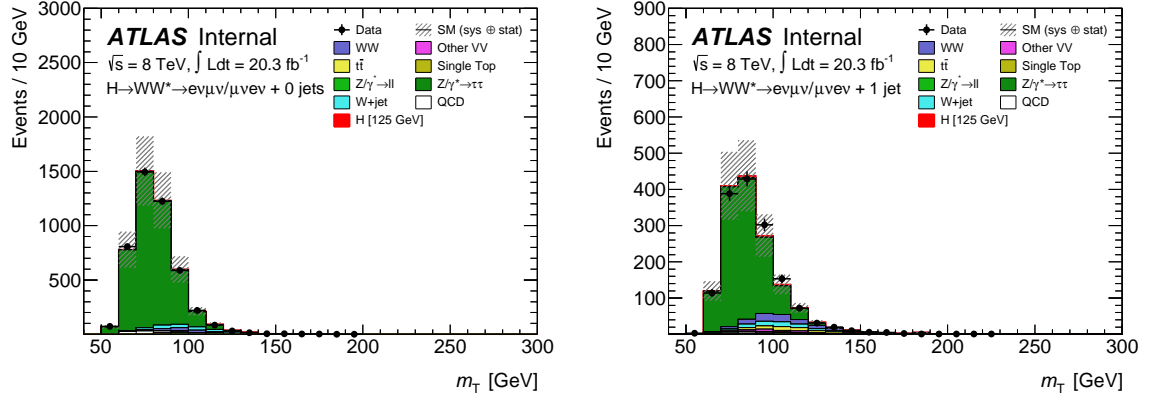 Events / 10 GeV
3000
2500
2000
1500
1000
500
50 100 150 200 250 300
m_T [GeV]
ATLAS Internal
√s = 8 TeV, ∫ Ldt = 20.3 fb⁻¹
H→WW*→eνμν/μνeν + 0 jets
Data SM (sys ⊕ stat)
WW Other VV
tt̄ Single Top
Z/γ*→ll Z/γ*→ττ
W+jet QCD
H [125 GeV]
Events / 10 GeV
900
800
700
600
500
400
300
200
100
50 100 150 200 250 300
m_T [GeV]
ATLAS Internal
√s = 8 TeV, ∫ Ldt = 20.3 fb⁻¹
H→WW*→eνμν/μνeν + 1 jet
Data SM (sys ⊕ stat)
WW Other VV
tt̄ Single Top
Z/γ*→ll Z/γ*→ττ
W+jet QCD
H [125 GeV]